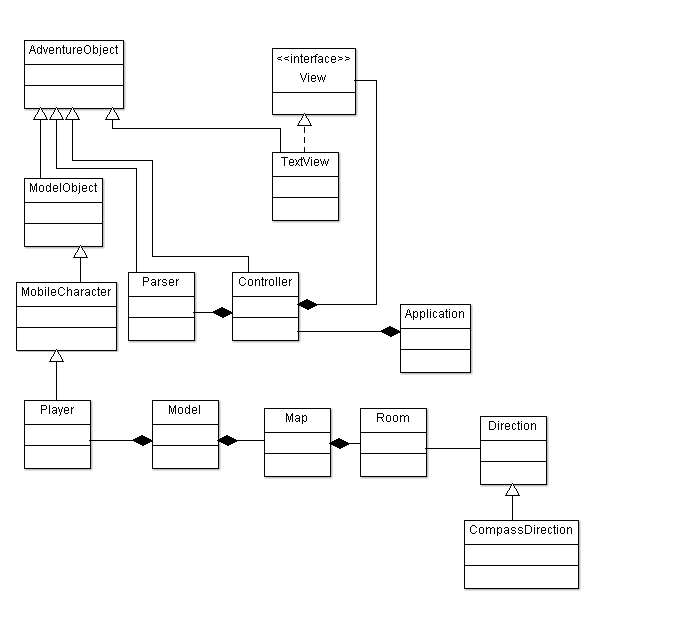 AdventureObject
<<interface>>
View
TextView
ModelObject
MobileCharacter
Parser
Controller
Application
Player
Model
Map
Room
Direction
CompassDirection